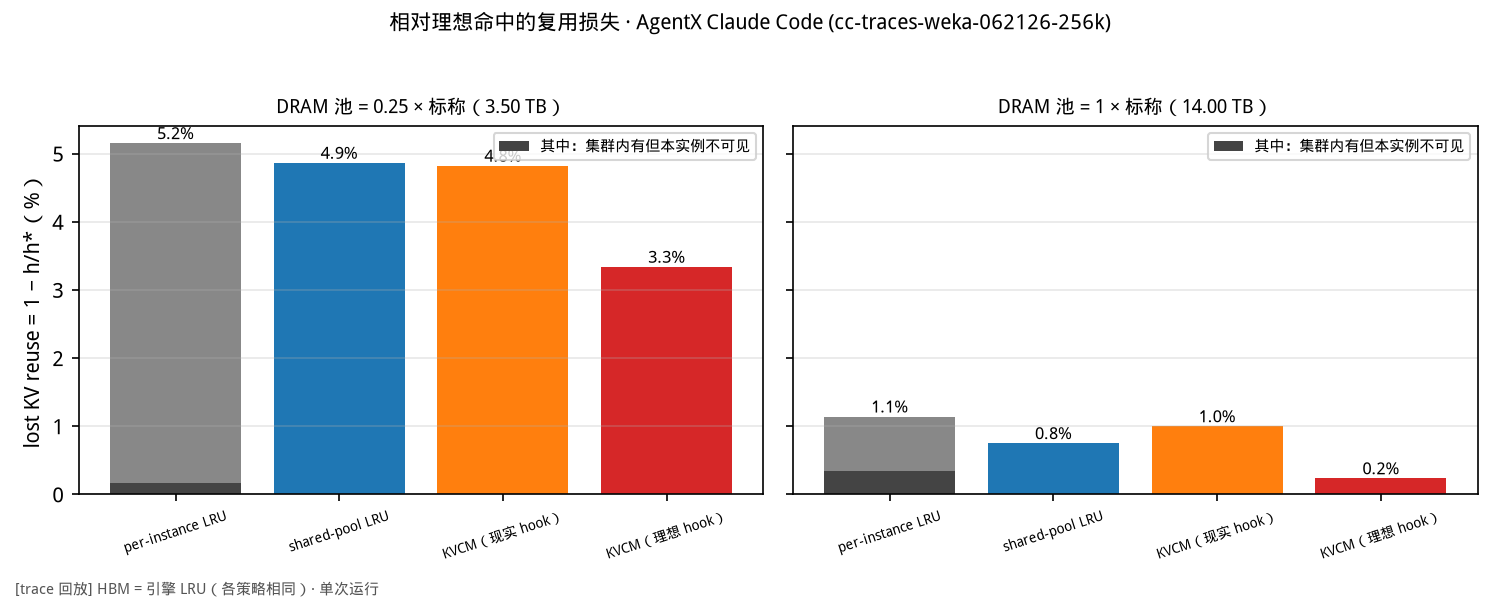 相对理想命中的复用损失 · AgentX Claude Code (cc-traces-weka-062126-256k)
DRAM 池 = 0.25 × 标称（3.50 TB）
lost KV reuse = 1 − h/h*（%）
5
4
3
2
1
0
5.2%
4.9%
4.8%
3.3%
其中：集群内有但本实例不可见
per-instance LRU
shared-pool LRU
KVCM（现实 hook）
KVCM（理想 hook）
DRAM 池 = 1 × 标称（14.00 TB）
其中：集群内有但本实例不可见
1.1%
0.8%
1.0%
0.2%
per-instance LRU
shared-pool LRU
KVCM（现实 hook）
KVCM（理想 hook）
[trace 回放] HBM = 引擎 LRU（各策略相同）· 单次运行